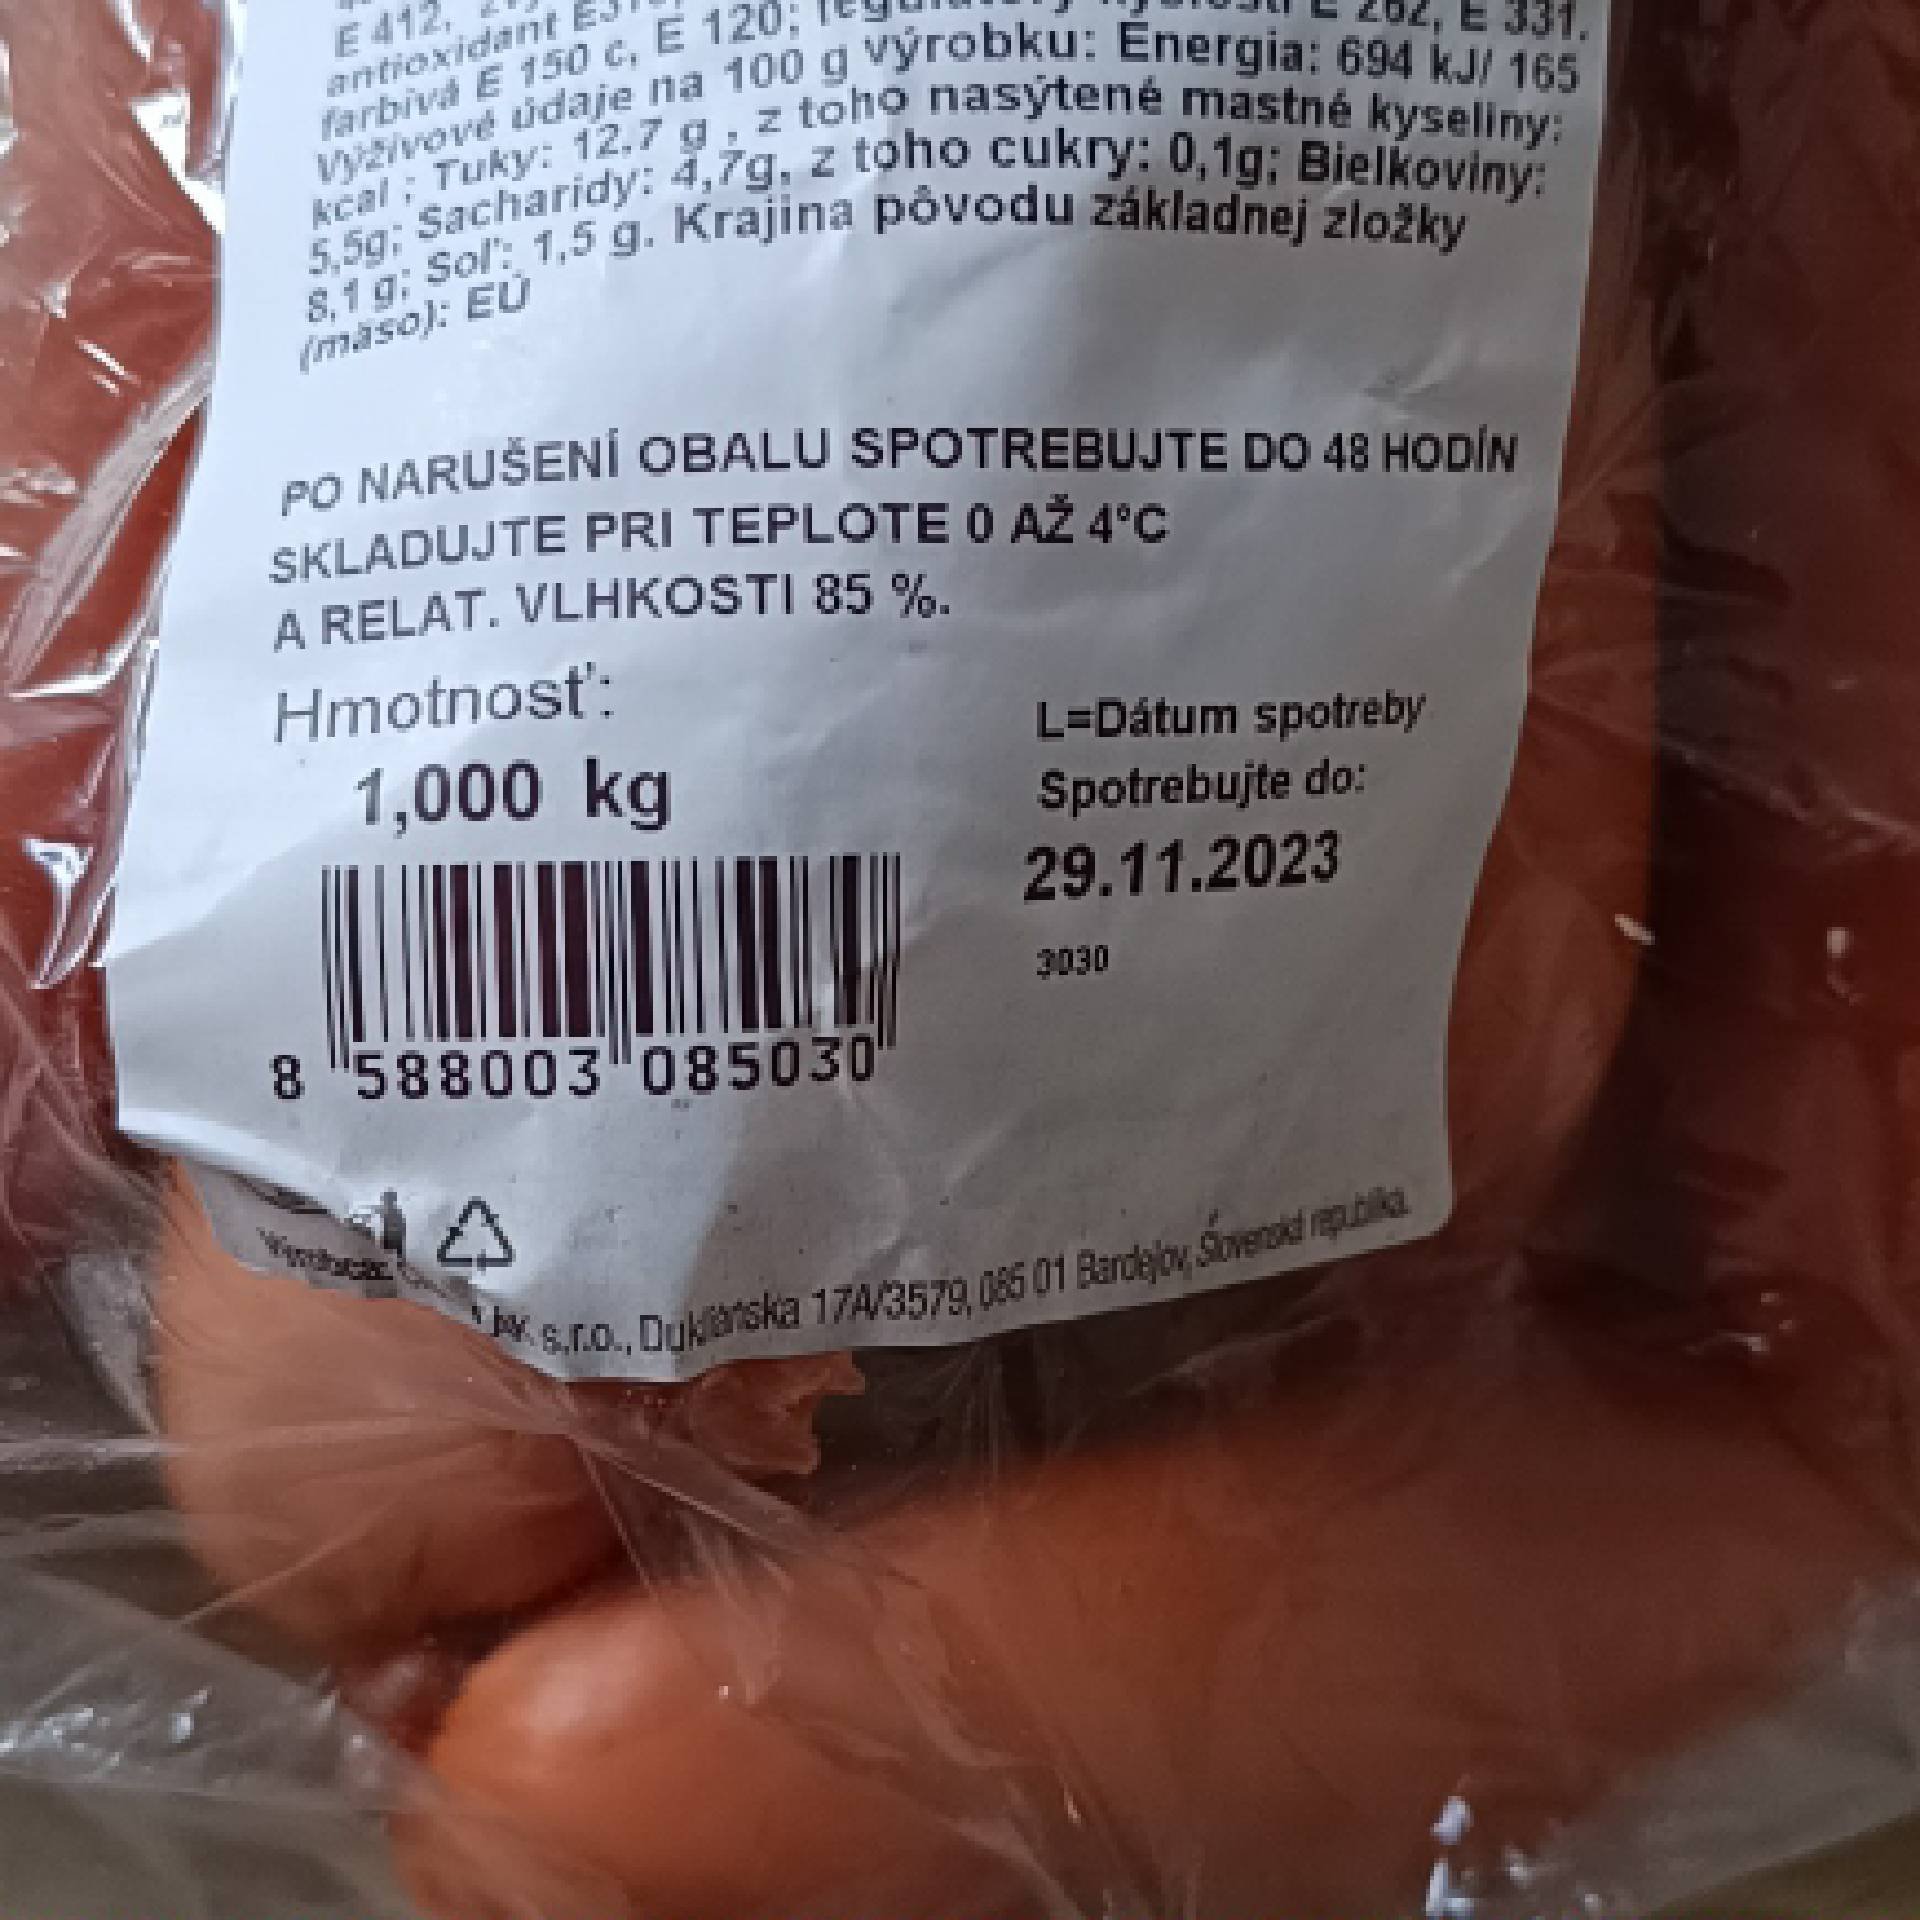 E 412,
antioxidant
farbivá E 150 c, E 120; E 262, E 331.
Výživové údaje na 100 g výrobku: Energia: 694 kJ/ 165
kcal ; Tuky: 12.7 g , z toho nasýtené mastné kyseliny:
5,5g; Sacharidy: 4,7g, z toho cukry: 0,1g; Bielkoviny:
8,1 g; Soľ: 1,5 g. Krajina pôvodu základnej zložky
(mäso): EÚ
PO NARUŠENÍ OBALU SPOTREBUJTE DO 48 HODÍN
SKLADUJTE PRI TEPLOTE 0 AŽ 4°C
A RELAT. VLHKOSTI 85 %.
Hmotnosť:
1,000 kg
L=Dátum spotreby
Spotrebujte do:
29.11.2023
3030
8 588003 085030
s.r.o., Duklianska 17A/3579, 085 01 Bardejov, Slovenská republika.